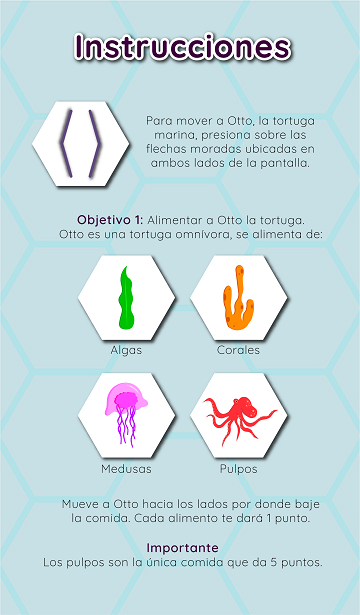 Instrucciones
Para mover a Otto, la tortuga
marina, presiona sobre las
flechas moradas ubicadas en
ambos lados de la pantalla.
Objetivo 1: Alimentar a Otto la tortuga.
Otto es una tortuga omnívora, se alimenta de:
Algas
Corales
Medusas
Pulpos
Mueve a Otto hacia los lados por donde baje
la comida. Cada alimento te dará 1 punto.
Importante
Los pulpos son la única comida que da 5 puntos.